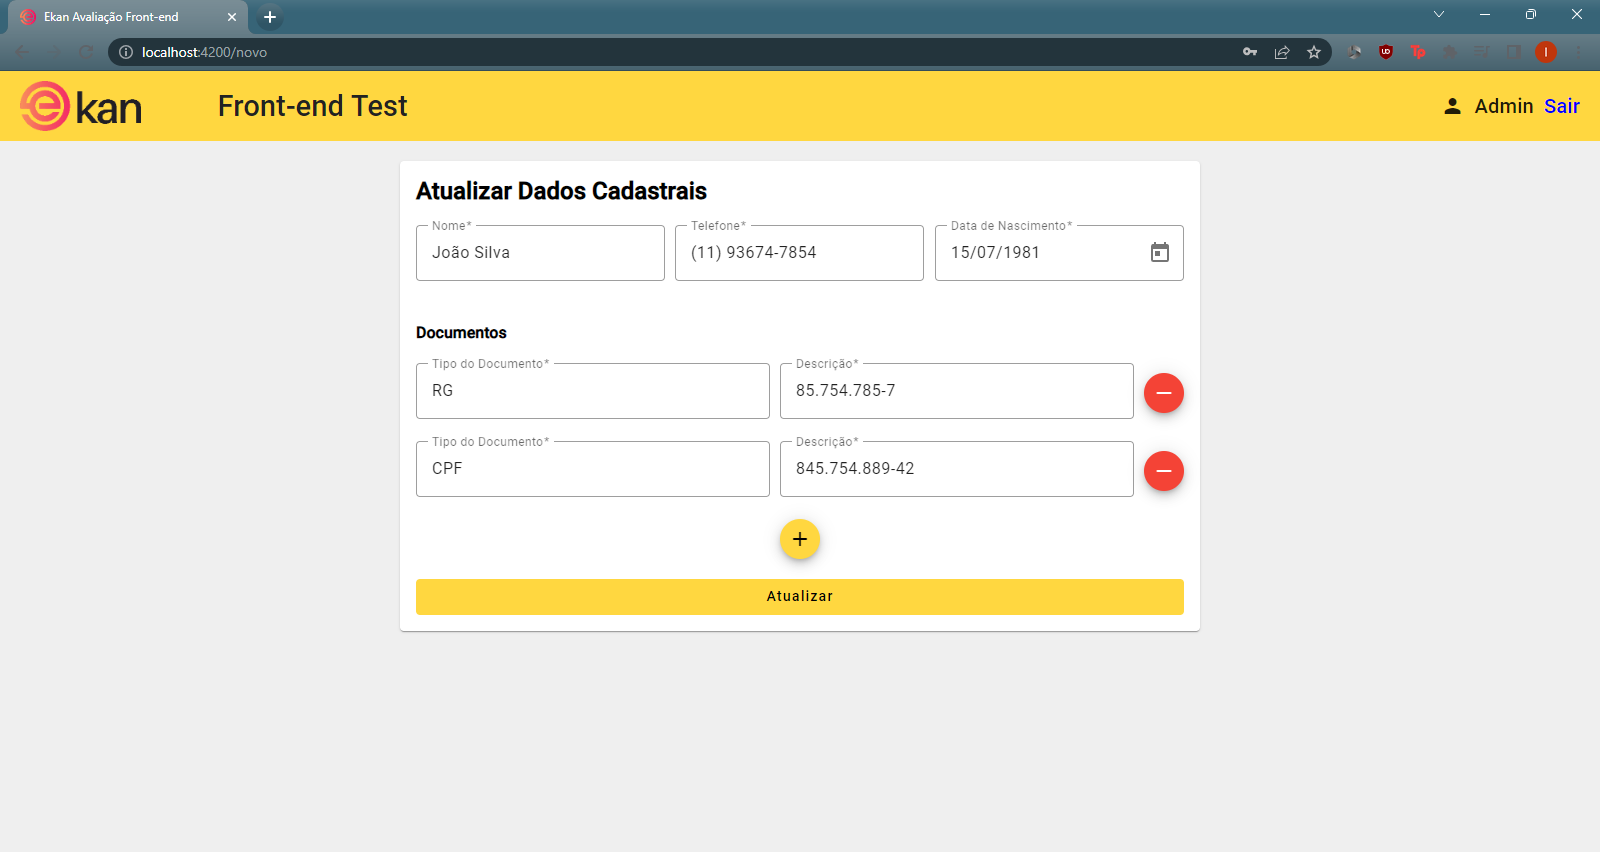 Ekan Avaliação Front-end
localhost:4200/novo
UD
Tp
I
ekan
Front-end Test
Admin Sair
Atualizar Dados Cadastrais
Nome*
João Silva
Telefone*
(11) 93674-7854
Data de Nascimento*
15/07/1981
Documentos
Tipo do Documento*
RG
Descrição*
85.754.785-7
Tipo do Documento*
CPF
Descrição*
845.754.889-42
Atualizar